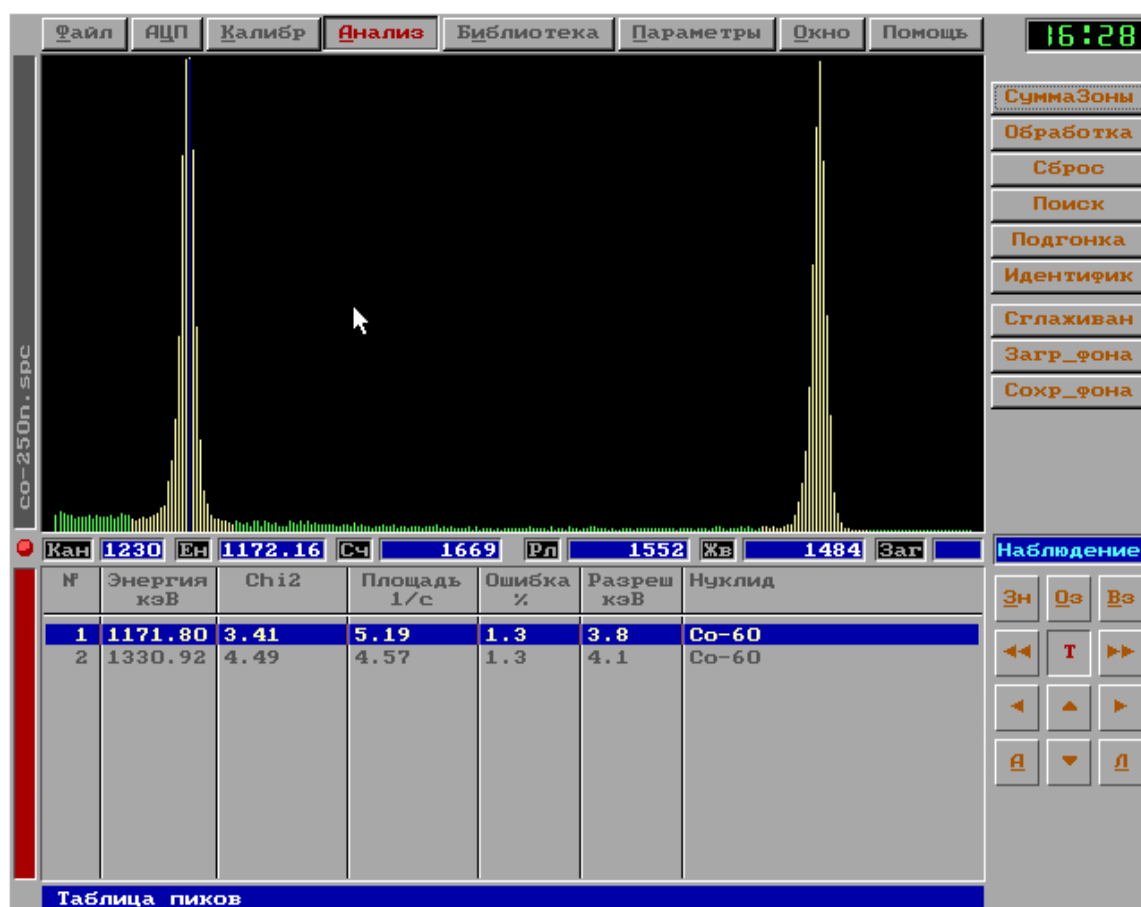 Файл АЦП Калибр Анализ Библиотека Параметры Окно Помощь 16:28
СуммаЗоны
Обработка
Сброс
Поиск
Подгонка
Идентифик
Сглаживан
Загр_фона
Сохр_фона
co-250n.spc
Кан 1230 Ен 1172.16 Сч 1669 Рл 1552 Жв 1484 Заг
Наблюдение
№ Энергия Chi2 Площадь Ошибка Разреш Нуклид
кэВ 1/с % кэВ
1 1171.80 3.41 5.19 1.3 3.8 Co-60
2 1330.92 4.49 4.57 1.3 4.1 Co-60
Зн Оз Вз
Т
А Л
Таблица пиков